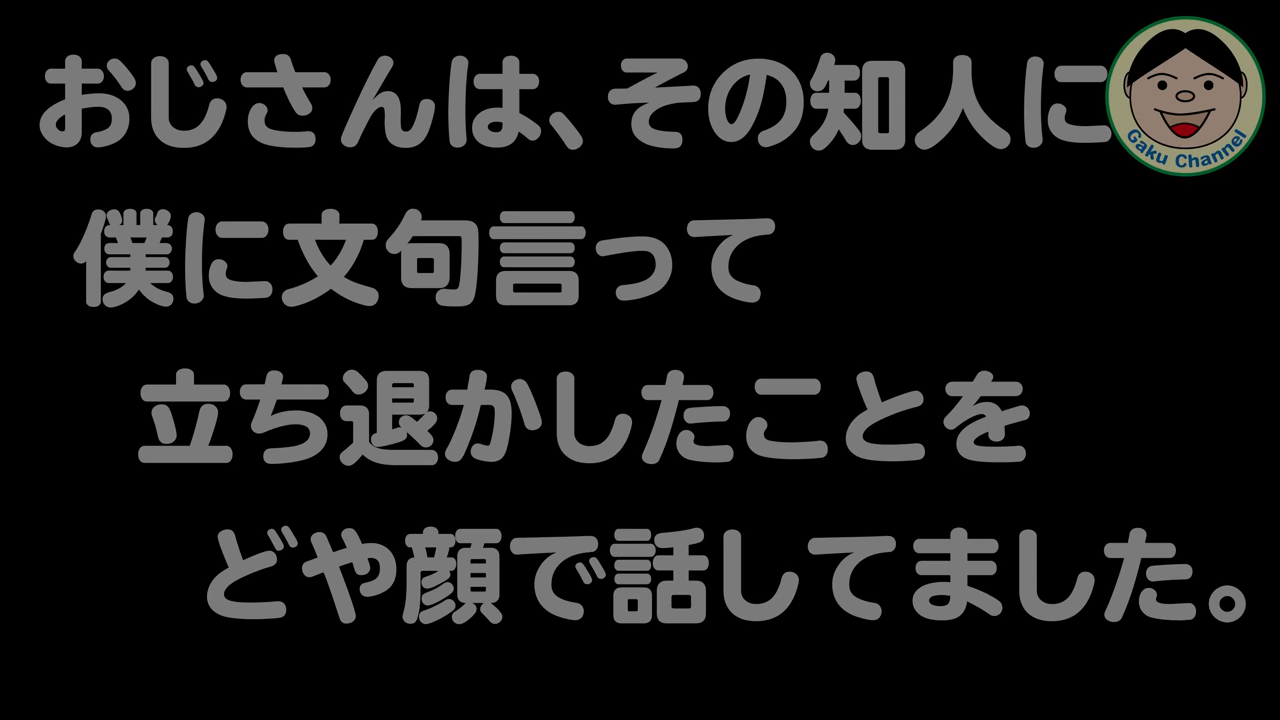 おじさんは、その知人に
僕に文句言って
立ち退かしたことを
どや顔で話してました。
Gaku Channel